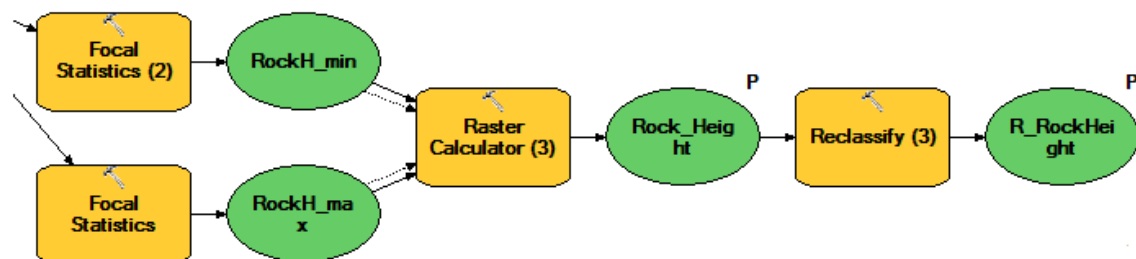 Focal
Statistics (2)
RockH_min
Raster
Calculator (3)
P
Rock_Heig
ht
Reclassify (3)
P
R_RockHei
ght
Focal
Statistics
RockH_ma
x